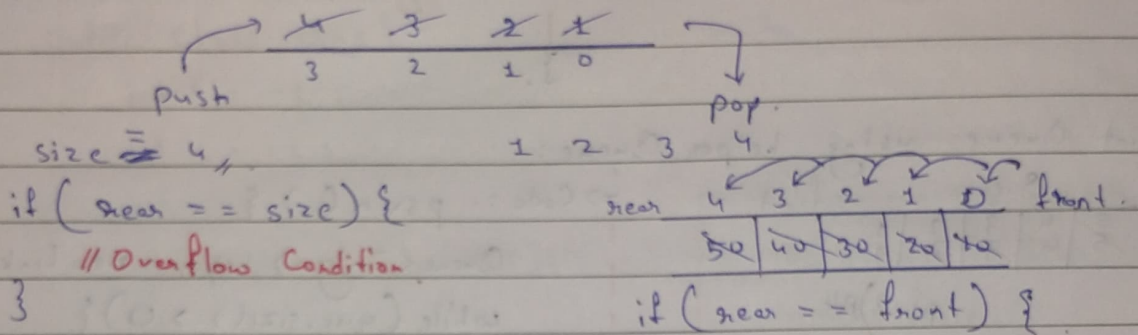 4 3 2 1
3 2 1 0
push pop.
size = 4 1 2 3 4
if ( rear == size ) { rear 4 3 2 1 0 front.
// Overflow Condition 50 40 30 20 10
} if ( rear == front ) {